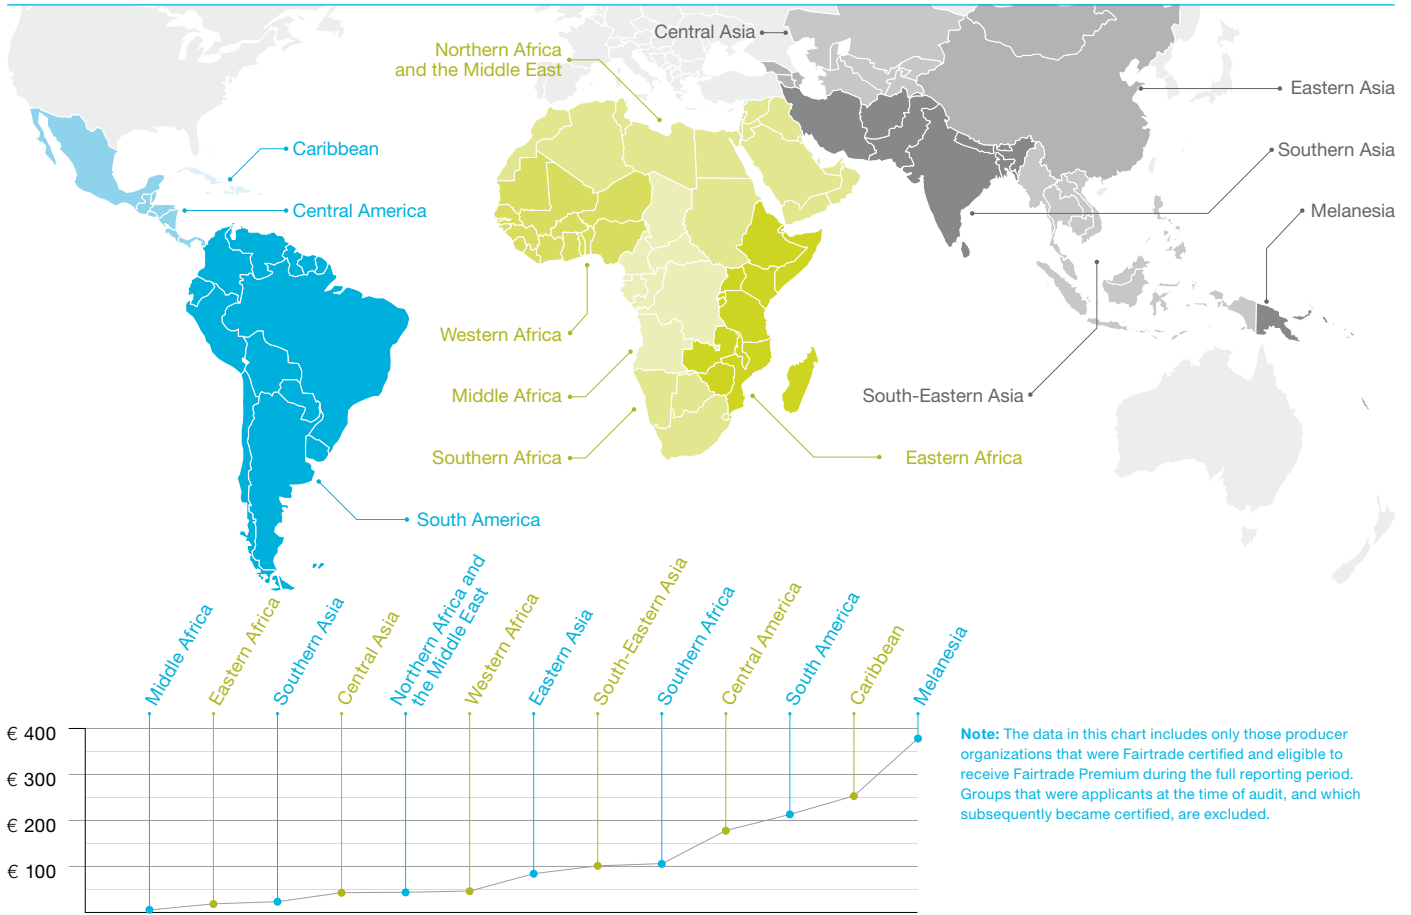 Central Asia
Northern Africa
and the Middle East
Eastern Asia
Caribbean
Southern Asia
Central America
Melanesia
Western Africa
Middle Africa
South-Eastern Asia
Southern Africa
Eastern Africa
South America
Middle Africa
Eastern Africa
Southern Asia
Central Asia
Northern Africa and
the Middle East
Western Africa
Eastern Asia
South-Eastern Asia
Southern Africa
Central America
South America
Caribbean
Melanesia
€ 400
€ 300
€ 200
€ 100
Note: The data in this chart includes only those producer
organizations that were Fairtrade certified and eligible to
receive Fairtrade Premium during the full reporting period.
Groups that were applicants at the time of audit, and which
subsequently became certified, are excluded.